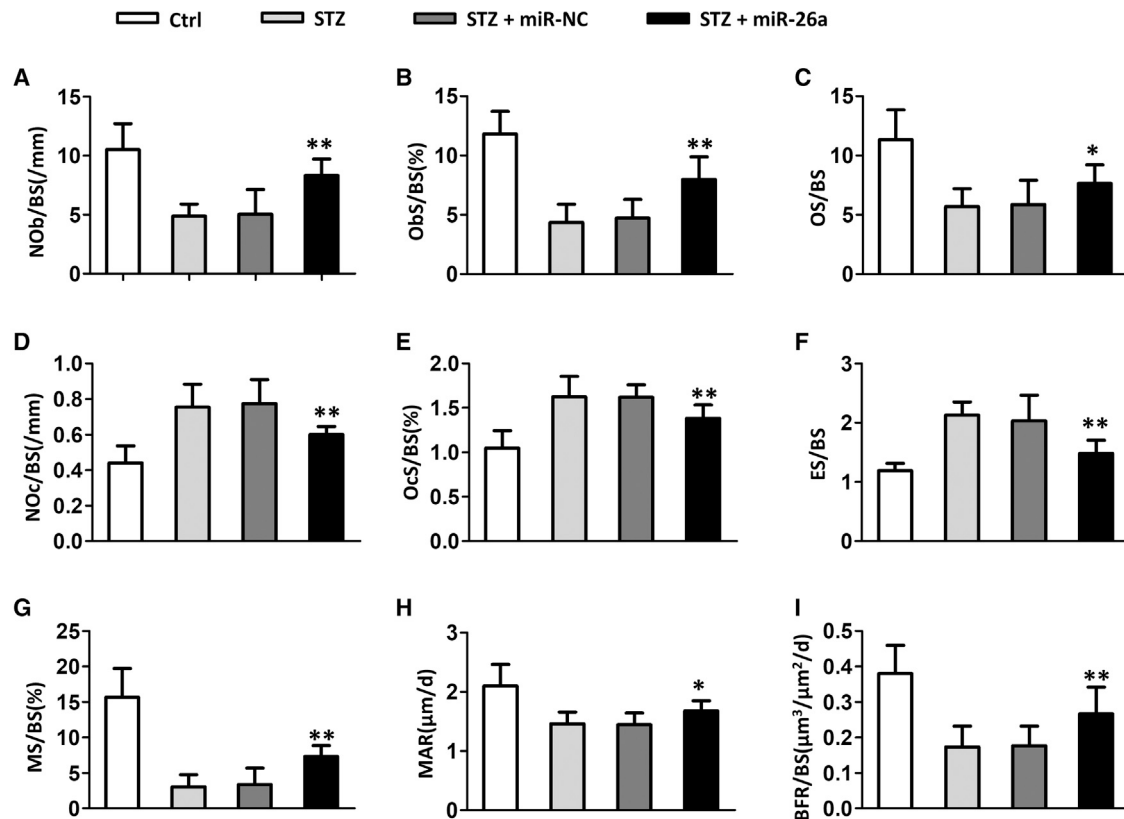 Ctrl STZ STZ + miR-NC STZ + miR-26a
A B C
NOb/BS(/mm) 15 10 5 0 **
ObS/BS(%) 15 10 5 0 **
OS/BS 15 10 5 0 *
D E F
NOc/BS(/mm) 1.0 0.8 0.6 0.4 0.2 0.0 **
OcS/BS(%) 2.0 1.5 1.0 0.5 0.0 **
ES/BS 3 2 1 0 **
G H I
MS/BS(%) 25 20 15 10 5 0 **
MAR(μm/d) 3 2 1 0 *
BFR/BS(μm³/μm²/d) 0.5 0.4 0.3 0.2 0.1 0.0 **